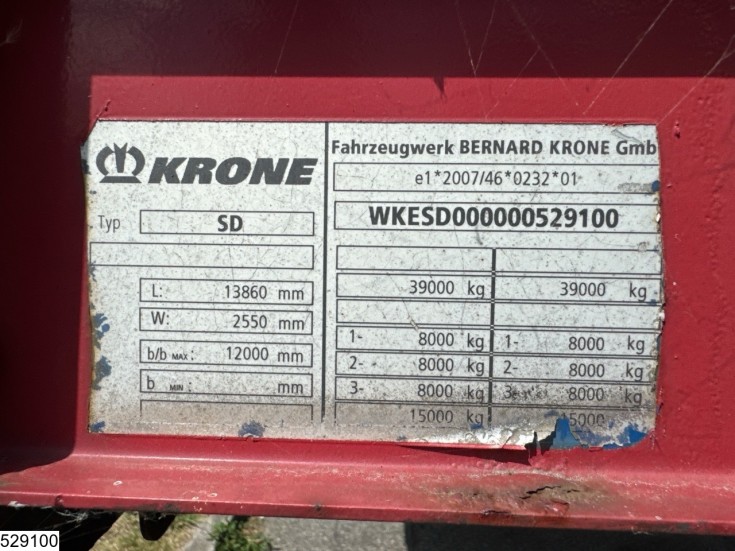 KRONE
Fahrzeugwerk BERNARD KRONE Gmb
e1*2007/46*0232*01
Typ SD
WKESD000000529100
39000 kg 39000 kg
L: 13860 mm
W: 2550 mm
b/b MAX: 12000 mm
b MIN: mm
1- 8000 kg 1- 8000 kg
2- 8000 kg 2- 8000 kg
3- 8000 kg 3- 8000 kg
15000 kg 15000
529100